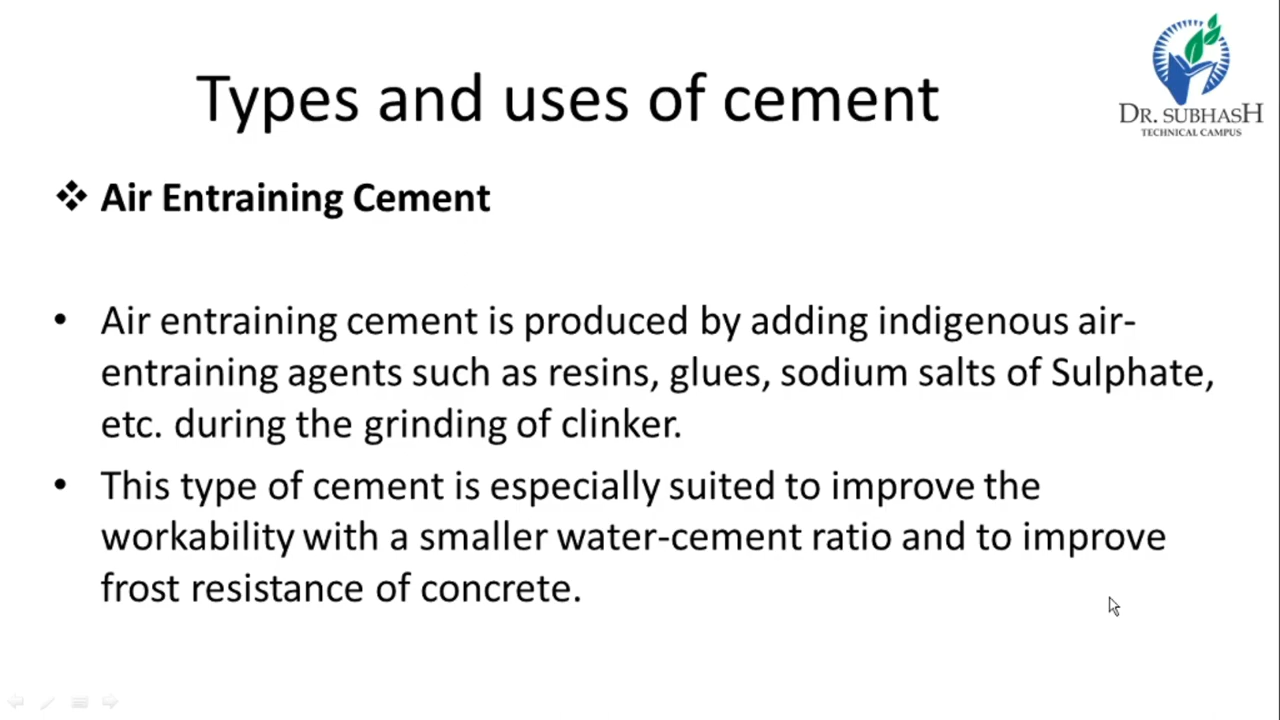 Types and uses of cement
DR. SUBHASH
TECHNICAL CAMPUS
❖ Air Entraining Cement
• Air entraining cement is produced by adding indigenous air-
entraining agents such as resins, glues, sodium salts of Sulphate,
etc. during the grinding of clinker.
• This type of cement is especially suited to improve the
workability with a smaller water-cement ratio and to improve
frost resistance of concrete.